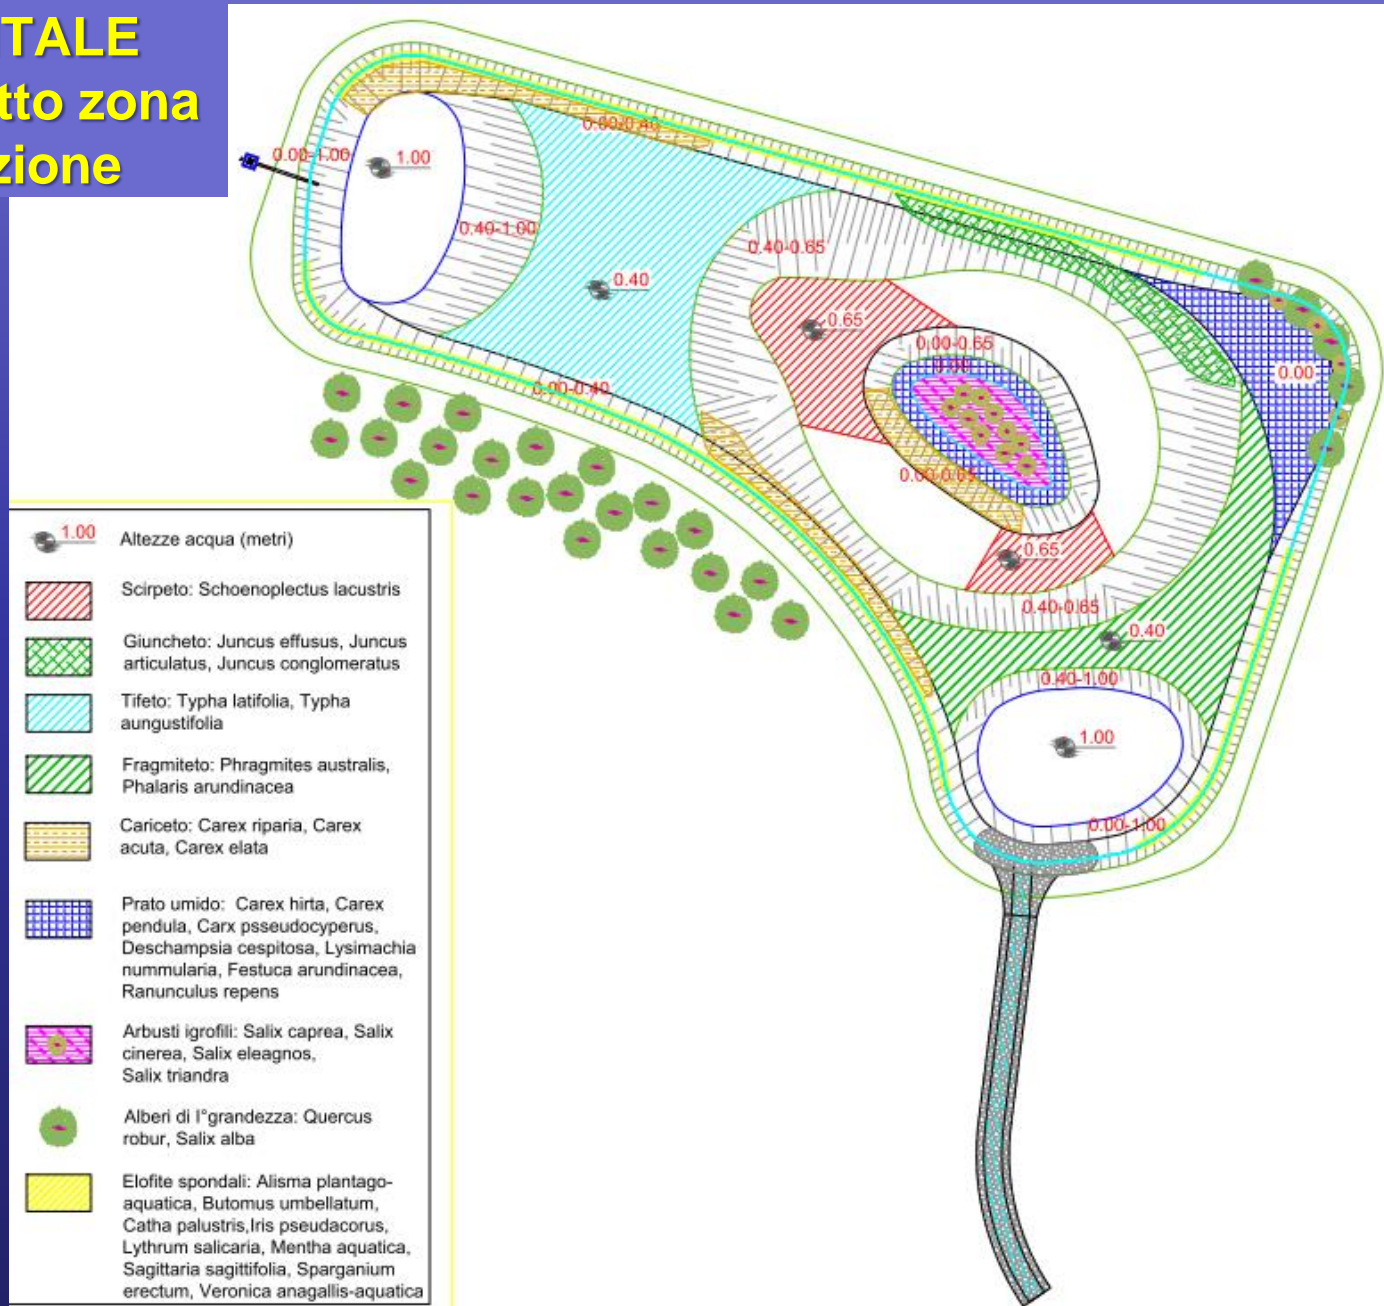 TALE
tto zona
zione
0.00-0.40
0.00-1.00
1.00
0.40-1.00
0.40-0.65
0.40
0.65
0.00-0.65
0.00
0.00
0.00-0.40
0.00-0.65
0.65
0.40-0.65
0.40
0.40-1.00
1.00
0.00-1.00
1.00 Altezze acqua (metri)
Scirpeto: Schoenoplectus lacustris
Giuncheto: Juncus effusus, Juncus
articulatus, Juncus conglomeratus
Tifeto: Typha latifolia, Typha
aungustifolia
Fragmiteto: Phragmites australis,
Phalaris arundinacea
Cariceto: Carex riparia, Carex
acuta, Carex elata
Prato umido: Carex hirta, Carex
pendula, Carx psseudocyperus,
Deschampsia cespitosa, Lysimachia
nummularia, Festuca arundinacea,
Ranunculus repens
Arbusti igrofili: Salix caprea, Salix
cinerea, Salix eleagnos,
Salix triandra
Alberi di I°grandezza: Quercus
robur, Salix alba
Elofite spondali: Alisma plantago-
aquatica, Butomus umbellatum,
Catha palustris,Iris pseudacorus,
Lythrum salicaria, Mentha aquatica,
Sagittaria sagittifolia, Sparganium
erectum, Veronica anagallis-aquatica